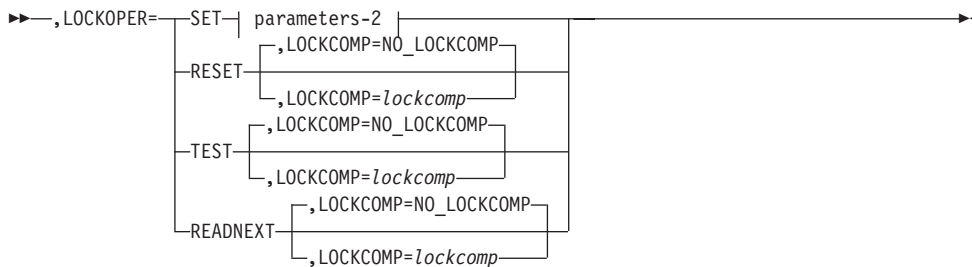 ,LOCKOPER= SET parameters-2
,LOCKCOMP=NO_LOCKCOMP
RESET
,LOCKCOMP=lockcomp
,LOCKCOMP=NO_LOCKCOMP
TEST
,LOCKCOMP=lockcomp
,LOCKCOMP=NO_LOCKCOMP
READNEXT
,LOCKCOMP=lockcomp